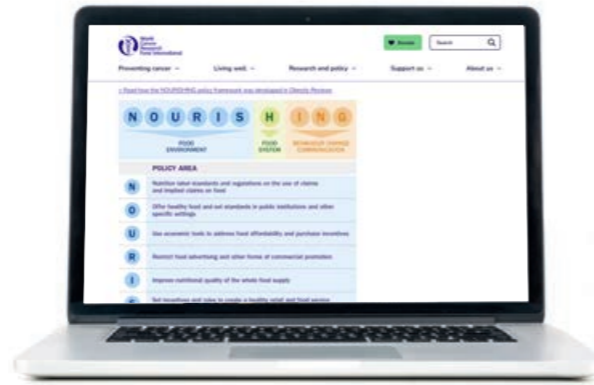 World
Cancer
Research
Fund International
Donate
Search
Preventing cancer
Living well
Research and policy
Support us
About us
> Read how the NOURISHING policy framework was developed in Obesity Reviews
N O U R I S H I N G
FOOD
ENVIRONMENT
FOOD
SYSTEM
BEHAVIOUR CHANGE
COMMUNICATION
POLICY AREA
N Nutrition label standards and regulations on the use of claims
and implied claims on food
O Offer healthy food and set standards in public institutions and other
specific settings
U Use economic tools to address food affordability and purchase incentives
R Restrict food advertising and other forms of commercial promotion
I Improve nutritional quality of the whole food supply
S Set incentives and rules to create a healthy retail and food service